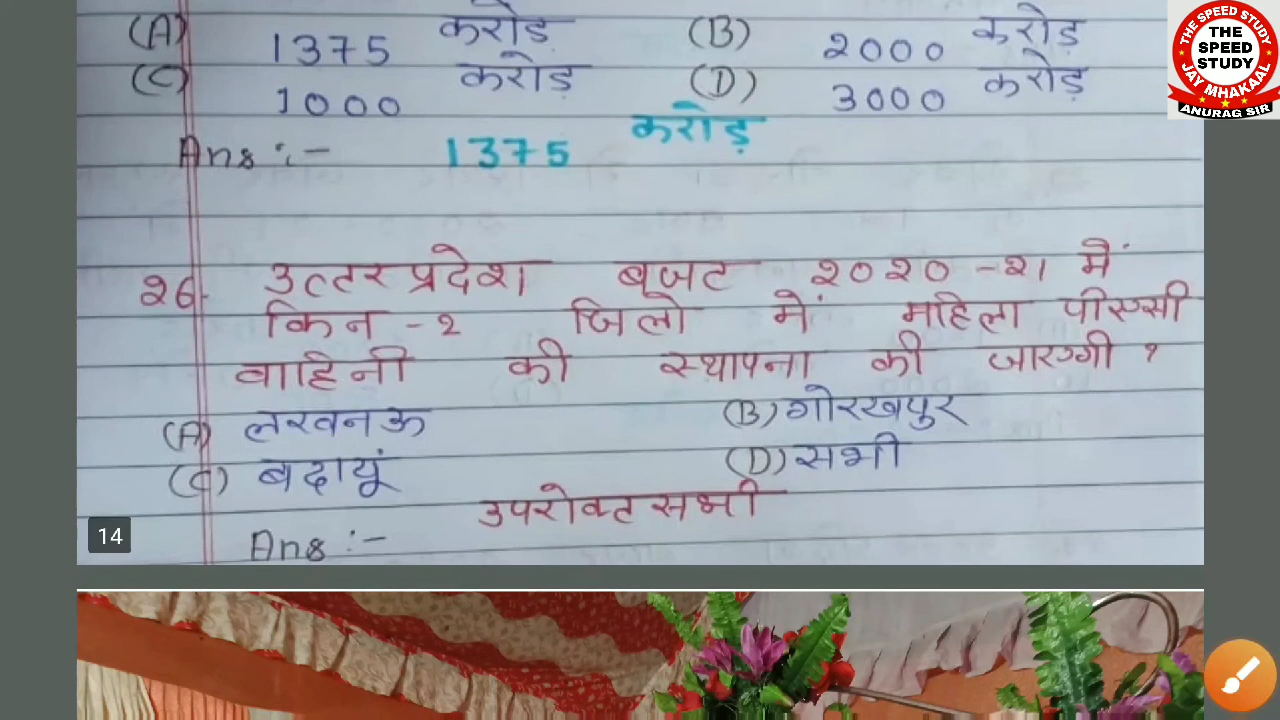 (A) 1375 करोड़ (B) 2000 करोड़
(C) 1000 करोड़ (D) 3000 करोड़
Ans :- 1375 करोड़
26. उत्तर प्रदेश बजट 2020-21 में
किन-2 जिलो में महिला पीएसी
वाहिनी की स्थापना की जाएगी ?
(A) लखनऊ (B) गोरखपुर
(C) बदायूं (D) सभी
उपरोक्त सभी
Ans :-
14
THE SPEED STUDY
THE
SPEED
STUDY
JAY MHAKAAL
ANURAG SIR